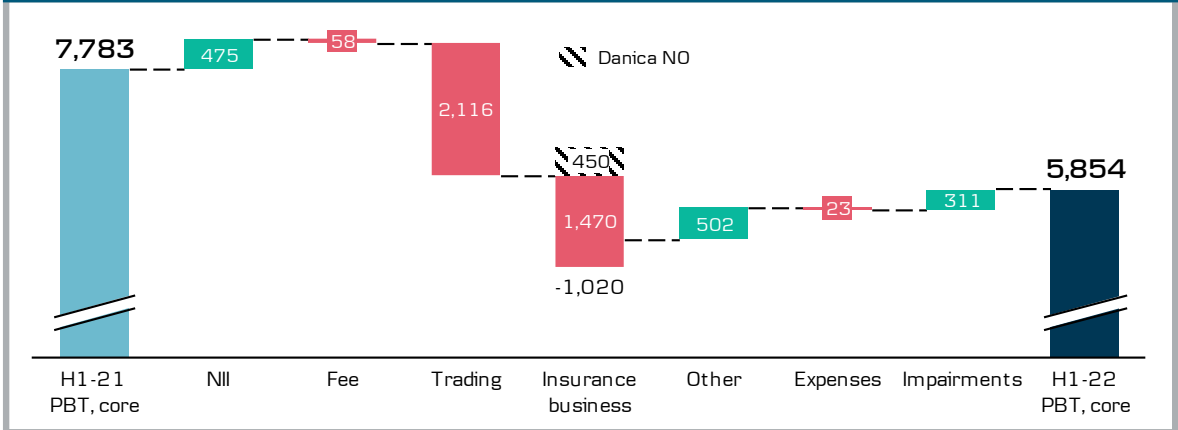 7,783
475
58
Danica NO
2,116
450
1,470
-1,020
502
23
311
5,854
H1-21
PBT, core
NII
Fee
Trading
Insurance
business
Other
Expenses
Impairments
H1-22
PBT, core